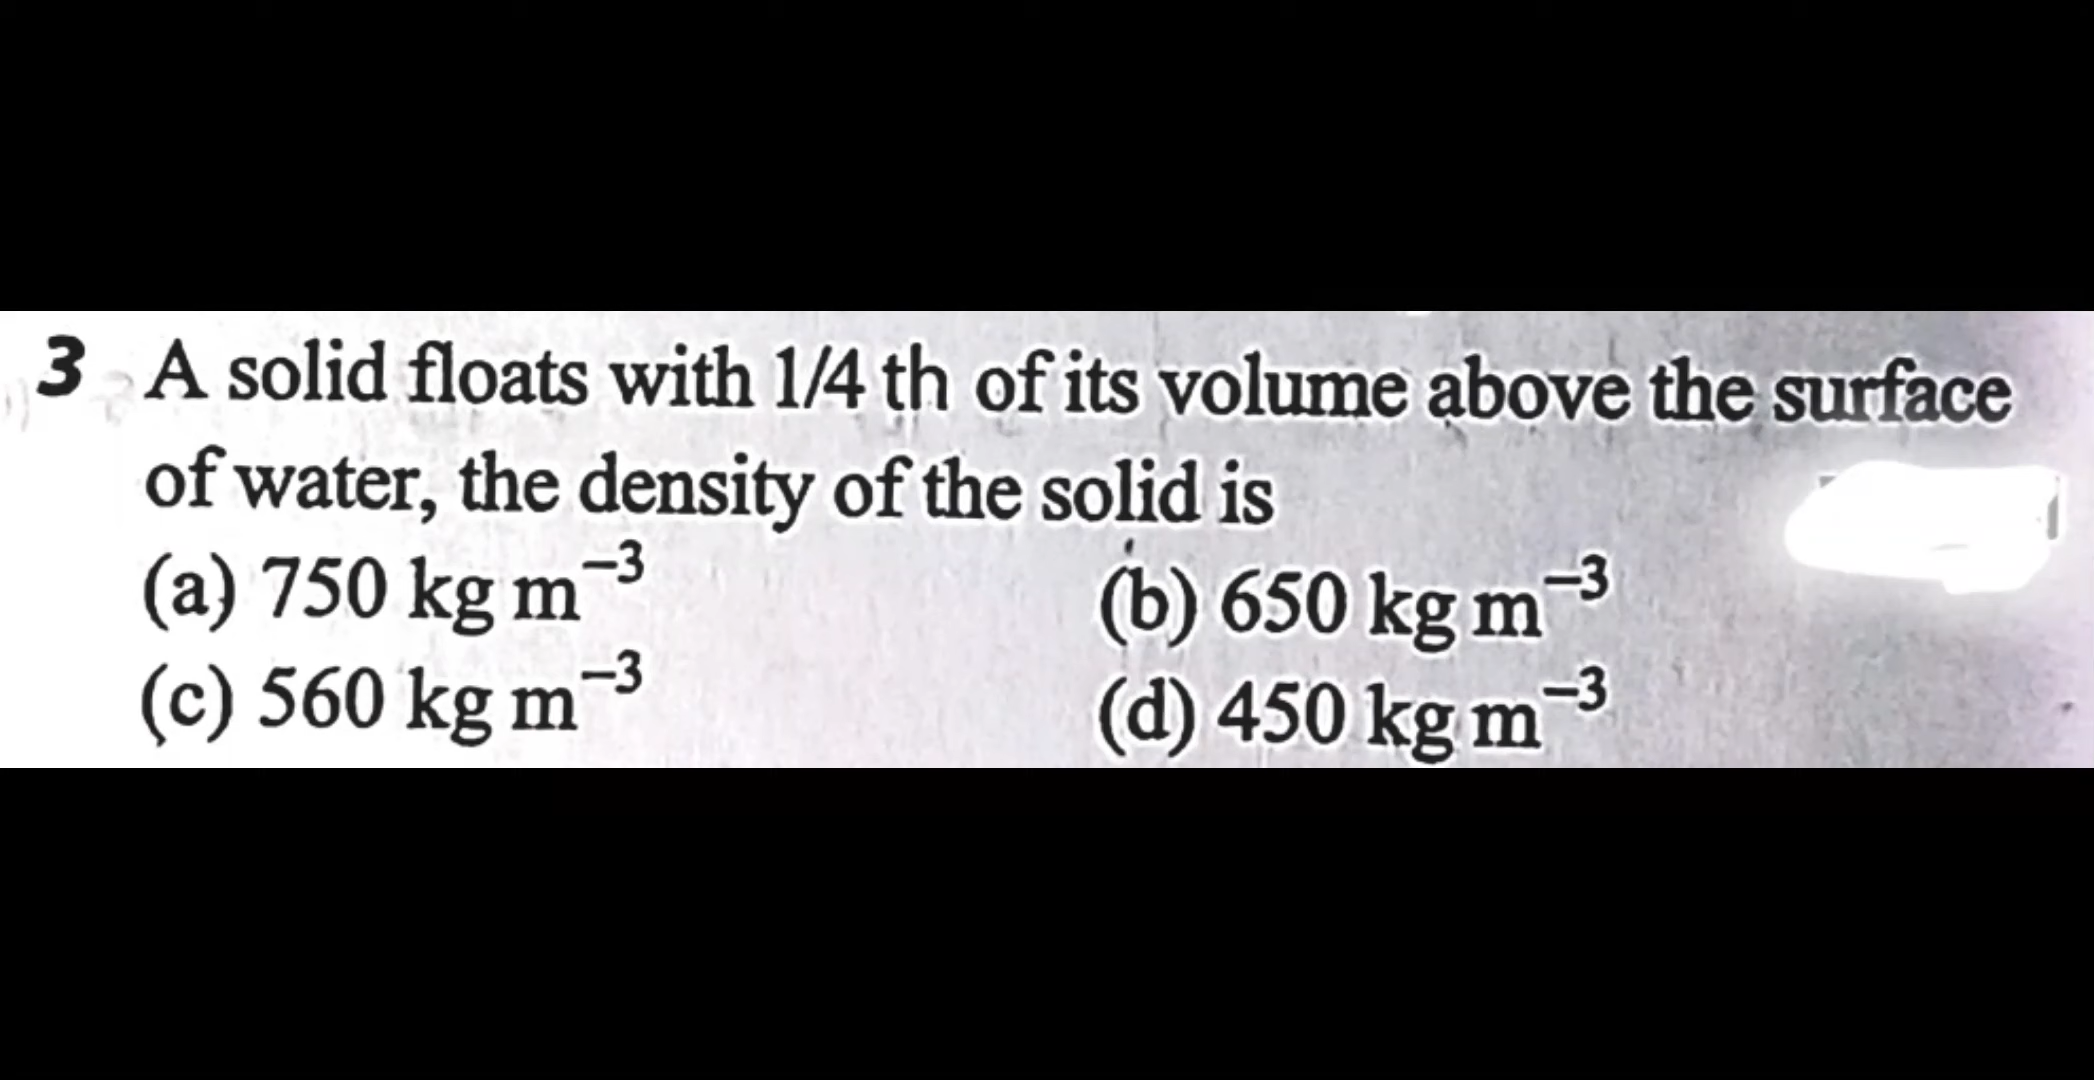 3 A solid floats with 1/4 th of its volume above the surface
of water, the density of the solid is
(a) 750 kg m⁻³ (b) 650 kg m⁻³
(c) 560 kg m⁻³ (d) 450 kg m⁻³